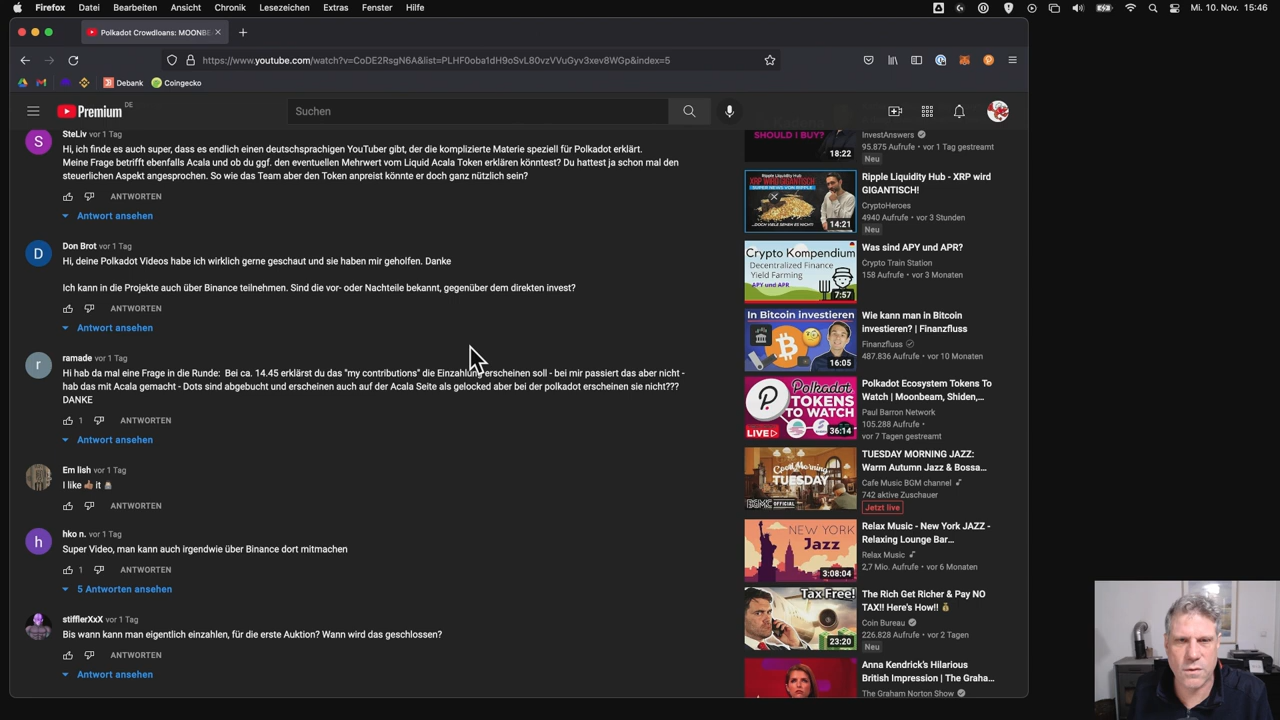 Firefox Datei Bearbeiten Ansicht Chronik Lesezeichen Extras Fenster Hilfe Mi. 10. Nov. 15:46
Polkadot Crowdloans: MOONBE
https://www.youtube.com/watch?v=CoDE2RsgN6A&list=PLHF0oba1dH9oSvL80vzVVuGyv3xev8WGp&index=5
Debank Coingecko
Premium DE
Suchen
SteLiv vor 1 Tag
Hi, ich finde es auch super, dass es endlich einen deutschsprachigen YouTuber gibt, der die komplizierte Materie speziell für Polkadot erklärt.
Meine Frage betrifft ebenfalls Acala und ob du ggf. den eventuellen Mehrwert vom Liquid Acala Token erklären könntest? Du hattest ja schon mal den
steuerlichen Aspekt angesprochen. So wie das Team aber den Token anpreist könnte er doch ganz nützlich sein?
ANTWORTEN
Antwort ansehen
Don Brot vor 1 Tag
Hi, deine Polkadot Videos habe ich wirklich gerne geschaut und sie haben mir geholfen. Danke
Ich kann in die Projekte auch über Binance teilnehmen. Sind die vor- oder Nachteile bekannt, gegenüber dem direkten invest?
ANTWORTEN
Antwort ansehen
ramade vor 1 Tag
Hi hab da mal eine Frage in die Runde: Bei ca. 14.45 erklärst du das "my contributions" die Einzahlung erscheinen soll - bei mir passiert das aber nicht -
hab das mit Acala gemacht - Dots sind abgebucht und erscheinen auch auf der Acala Seite als gelocked aber bei der polkadot erscheinen sie nicht???
DANKE
1 ANTWORTEN
Antwort ansehen
Em lish vor 1 Tag
I like 👍🏽 it
ANTWORTEN
hko n. vor 1 Tag
Super Video, man kann auch irgendwie über Binance dort mitmachen
1 ANTWORTEN
5 Antworten ansehen
stifflerXxX vor 1 Tag
Bis wann kann man eigentlich einzahlen, für die erste Auktion? Wann wird das geschlossen?
ANTWORTEN
Antwort ansehen
SHOULD I BUY?
18:22
InvestAnswers
95.875 Aufrufe • vor 1 Tag gestreamt
Neu
XRP WIRD GIGANTISCH
14:21
Ripple Liquidity Hub - XRP wird
GIGANTISCH!
CryptoHeroes
4940 Aufrufe • vor 3 Stunden
Neu
Crypto Kompendium
Decentralized Finance
Yield Farming
APY und APR
7:57
Was sind APY und APR?
Crypto Train Station
158 Aufrufe • vor 3 Monaten
In Bitcoin investieren?
16:05
Wie kann man in Bitcoin
investieren? | Finanzfluss
Finanzfluss
487.836 Aufrufe • vor 10 Monaten
Polkadot
TOKENS
TO WATCH
LIVE
36:14
Polkadot Ecosystem Tokens To
Watch | Moonbeam, Shiden,...
Paul Barron Network
105.288 Aufrufe •
vor 7 Tagen gestreamt
Good Morning
TUESDAY
BGMC OFFICIAL
TUESDAY MORNING JAZZ:
Warm Autumn Jazz & Bossa...
Cafe Music BGM channel
742 aktive Zuschauer
Jetzt live
NEW YORK
Jazz
3:08:04
Relax Music - New York JAZZ -
Relaxing Lounge Bar...
Relax Music
2,7 Mio. Aufrufe • vor 6 Monaten
Tax Free!
23:20
The Rich Get Richer & Pay NO
TAX!! Here's How!! 💰
Coin Bureau
226.828 Aufrufe • vor 2 Tagen
Neu
Anna Kendrick's Hilarious
British Impression | The Graha...
The Graham Norton Show